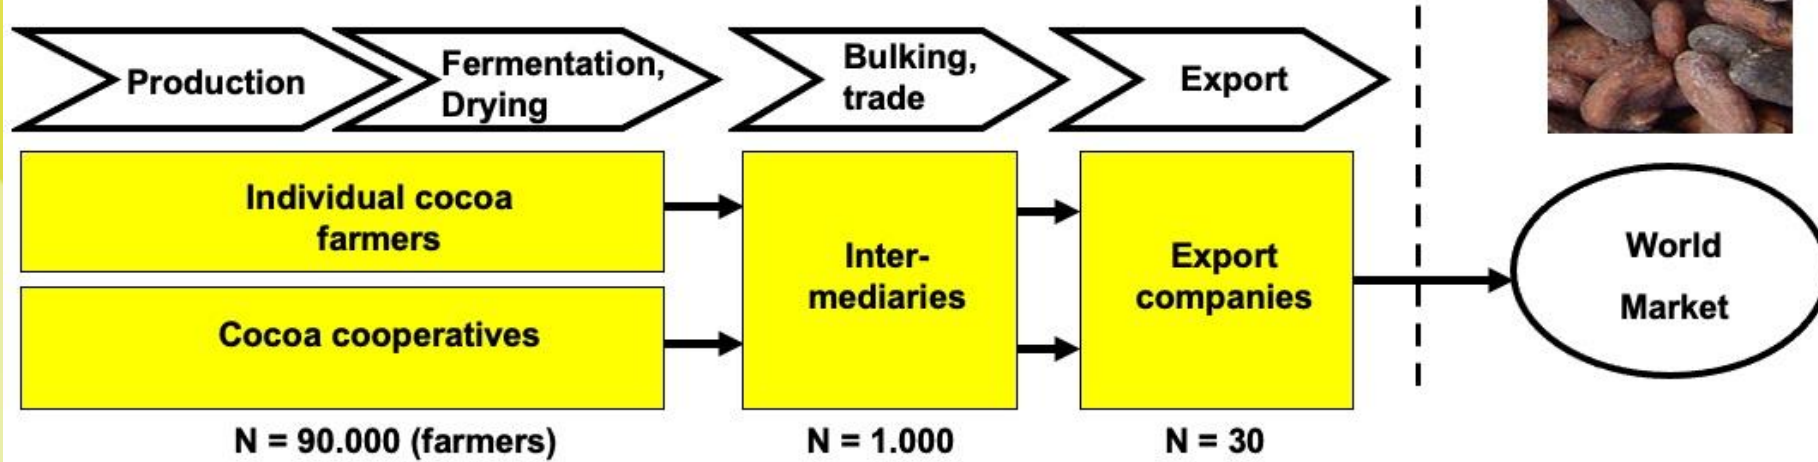 Production
Fermentation,
Drying
Bulking,
trade
Export
Individual cocoa
farmers
Cocoa cooperatives
Inter-
mediaries
Export
companies
World
Market
N = 90.000 (farmers)
N = 1.000
N = 30